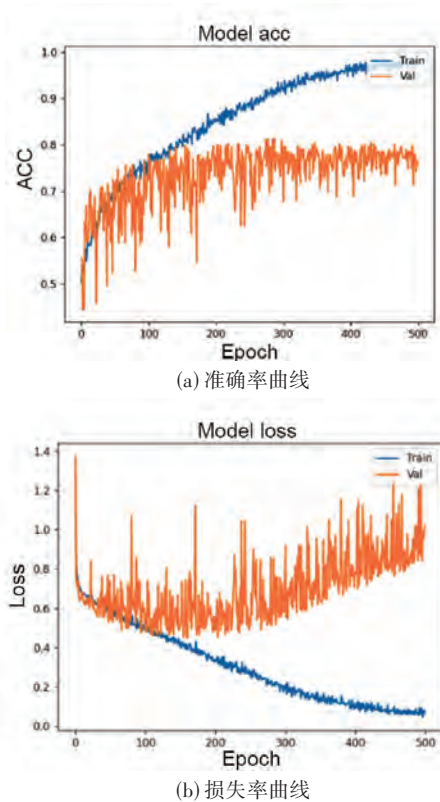 Model acc
1.0
Train
Val
0.9
0.8
ACC
0.7
0.6
0.5
0 100 200 300 400 500
Epoch
(a) 准确率曲线
Model loss
1.4
Train
Val
1.2
1.0
0.8
Loss
0.6
0.4
0.2
0.0
0 100 200 300 400 500
Epoch
(b) 损失率曲线